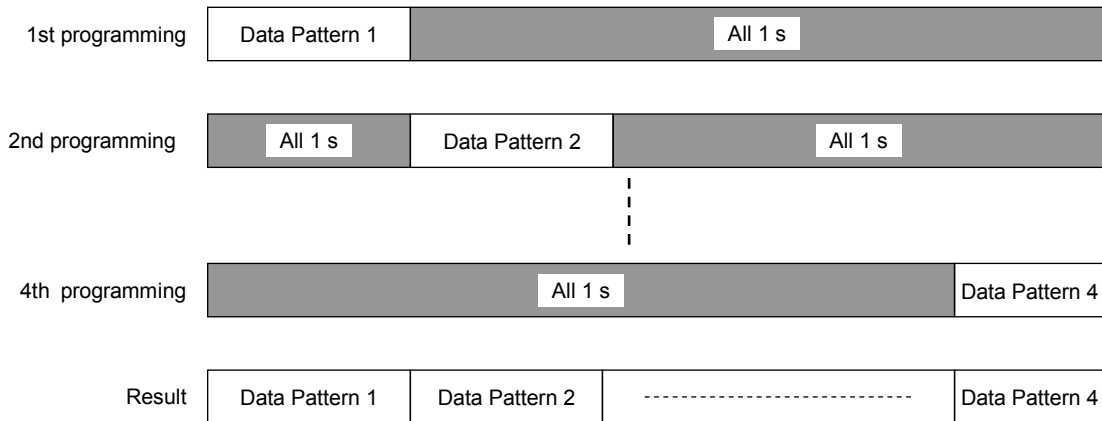 1st programming Data Pattern 1 All 1 s
2nd programming All 1 s Data Pattern 2 All 1 s
4th programming All 1 s Data Pattern 4
Result Data Pattern 1 Data Pattern 2 Data Pattern 4